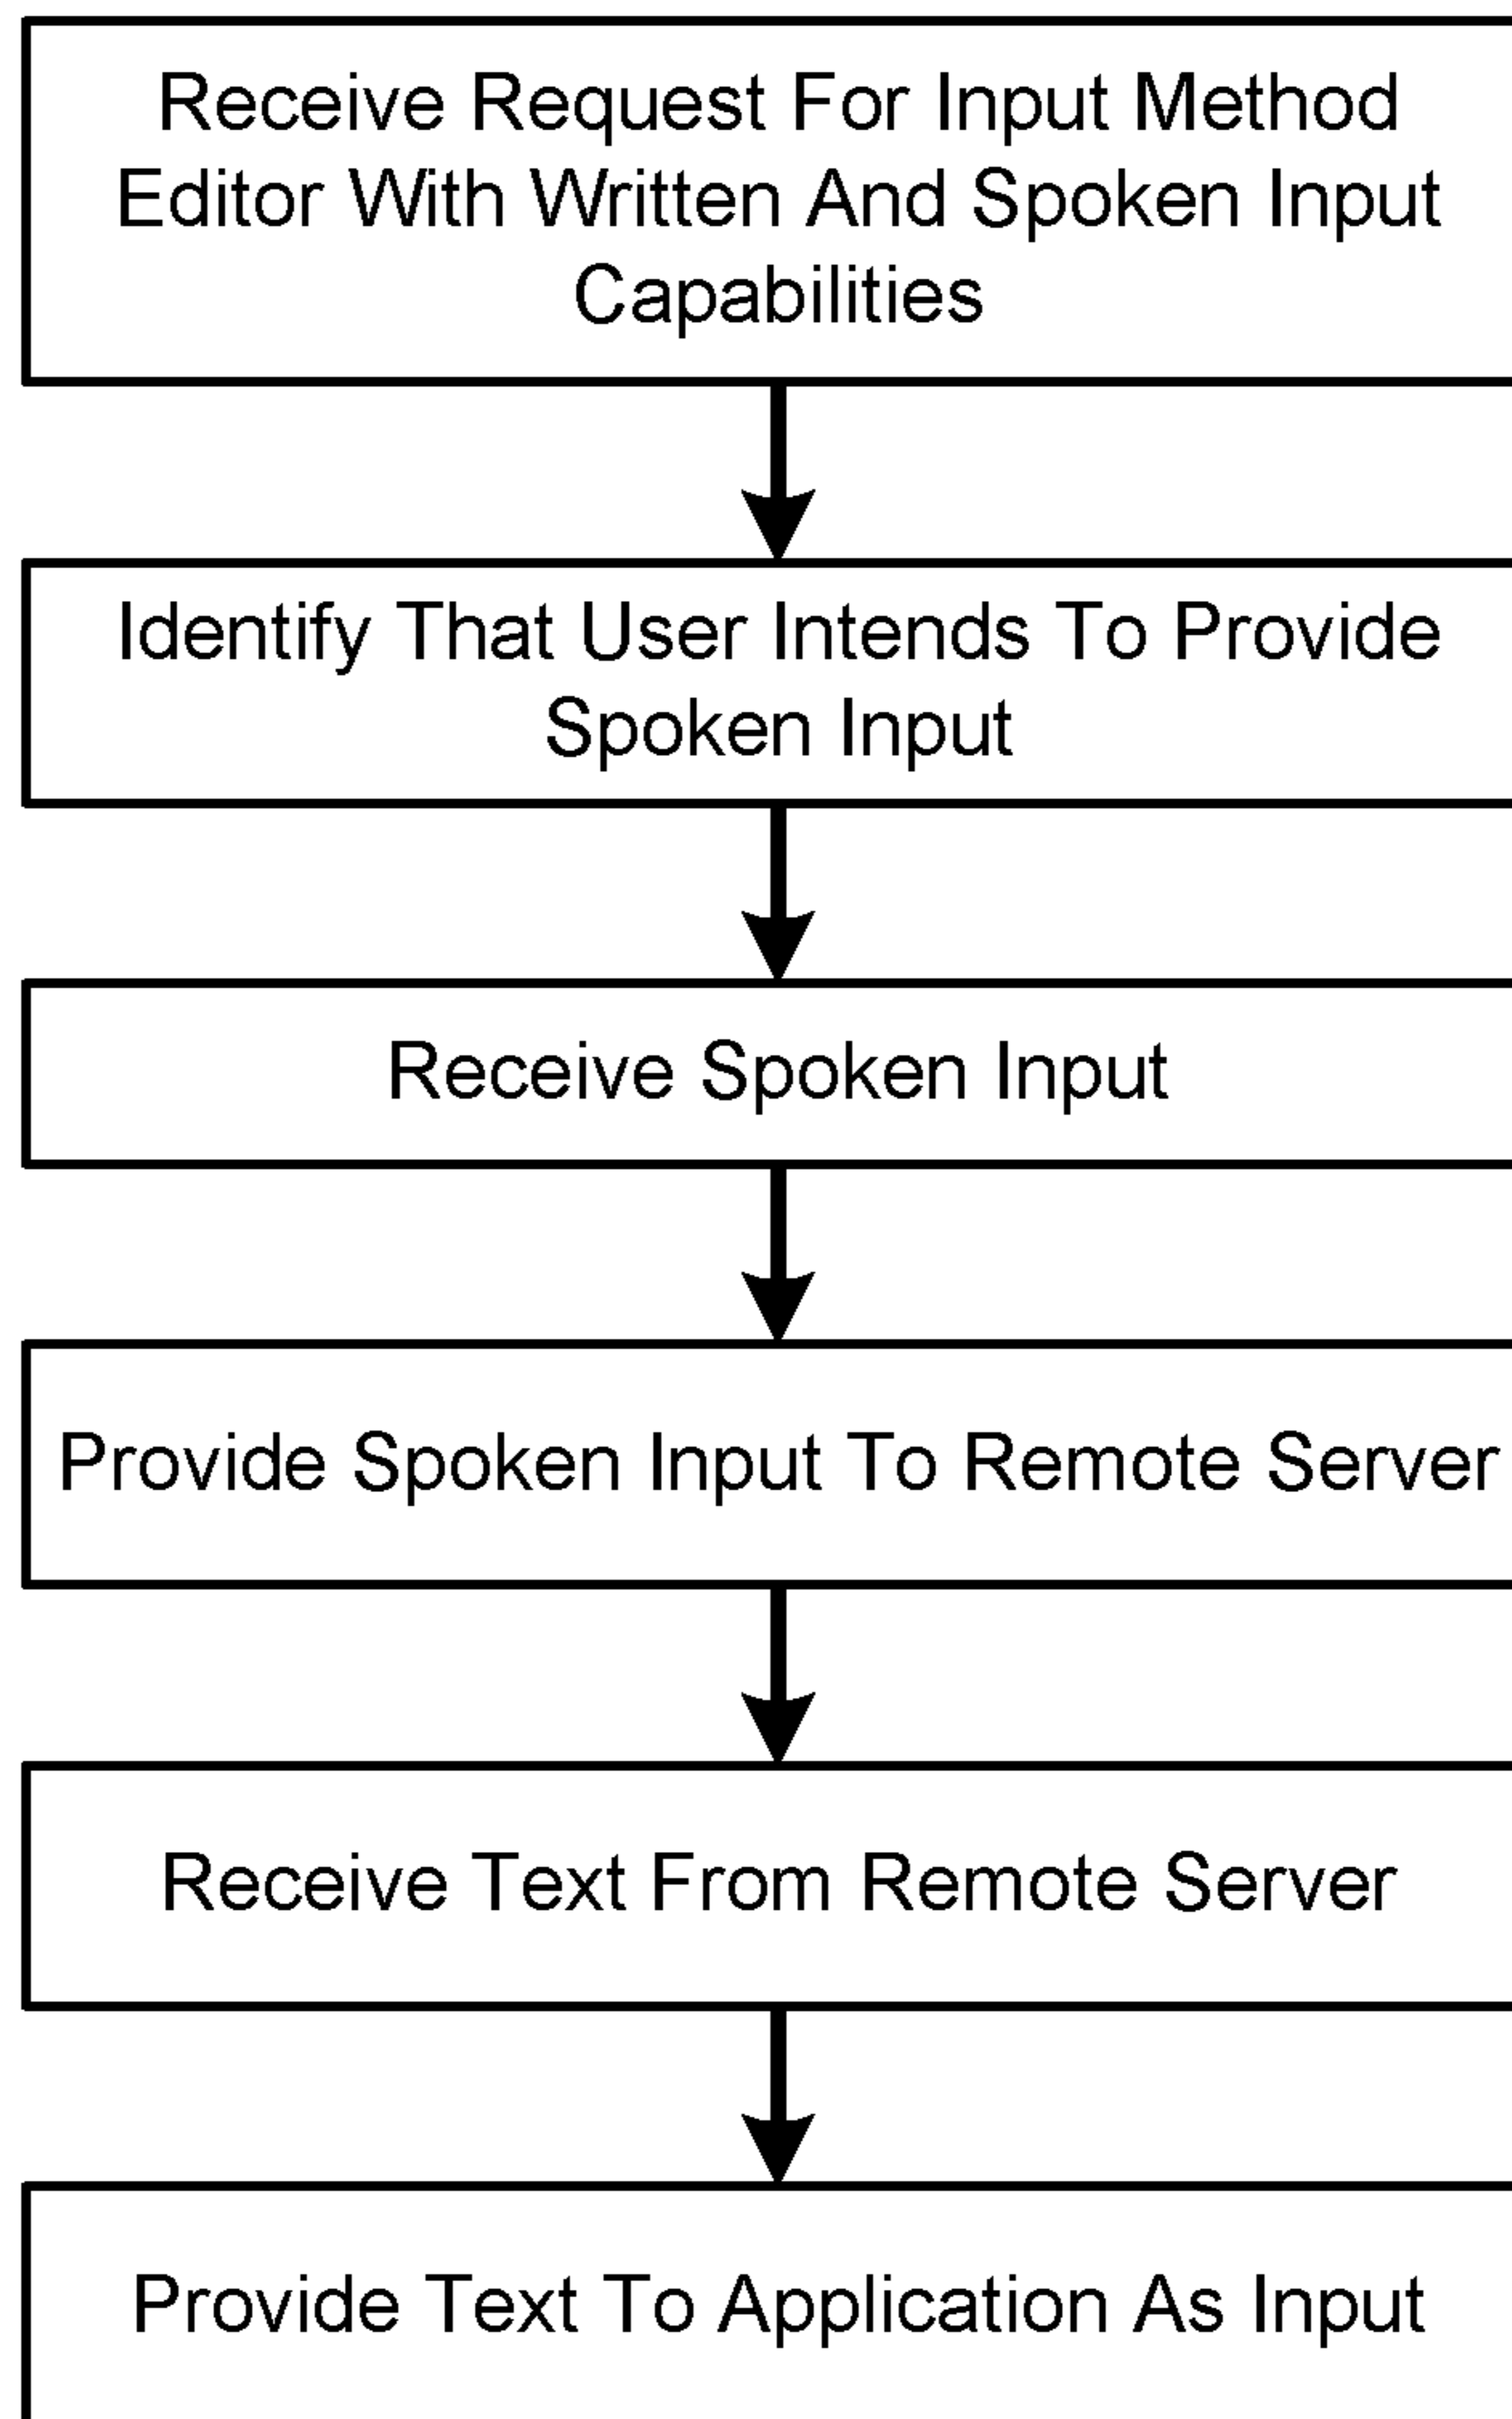 Receive Request For Input Method
Editor With Written And Spoken Input
Capabilities
Identify That User Intends To Provide
Spoken Input
Receive Spoken Input
Provide Spoken Input To Remote Server
Receive Text From Remote Server
Provide Text To Application As Input